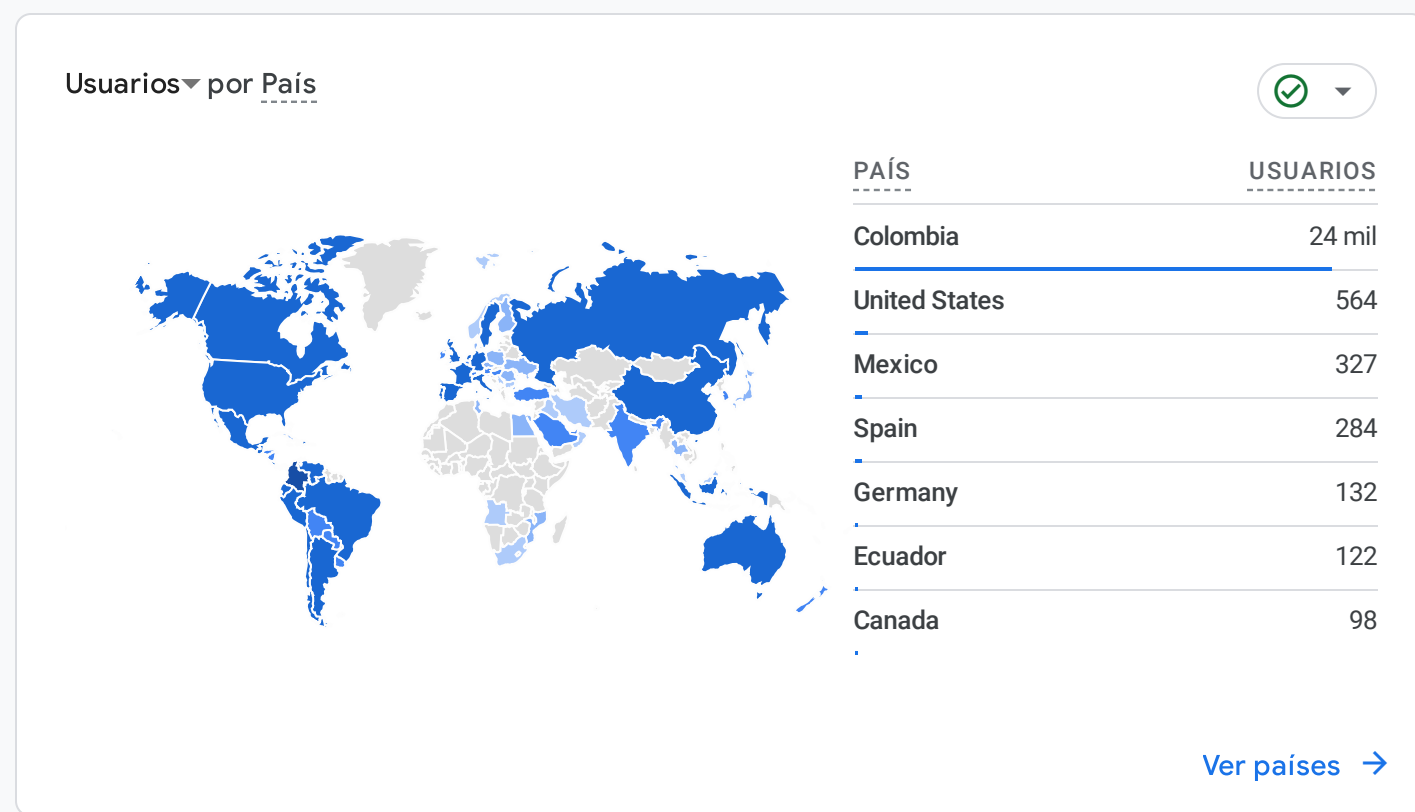 Usuarios por País
PAÍS USUARIOS
Colombia 24 mil
United States 564
Mexico 327
Spain 284
Germany 132
Ecuador 122
Canada 98
Ver países